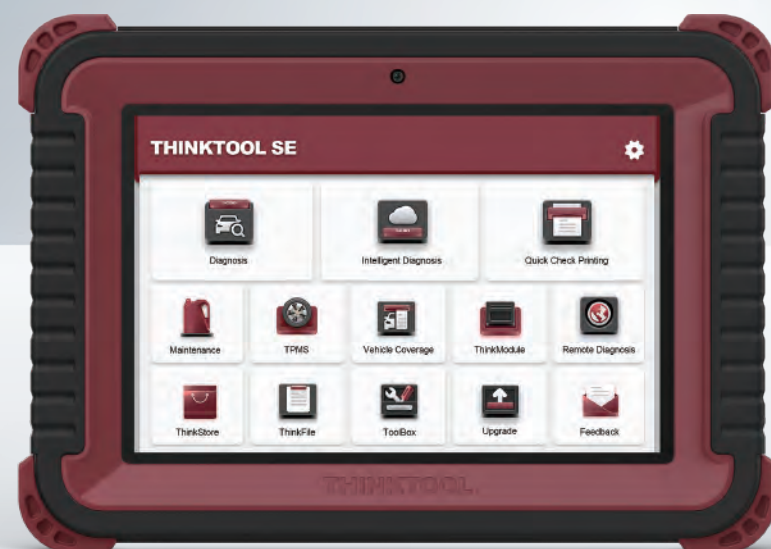 THINKTOOL SE
Diagnosis
Intelligent Diagnosis
Quick Check Printing
Maintenance
TPMS
Vehicle Coverage
ThinkModule
Remote Diagnosis
ThinkStore
ThinkFile
ToolBox
Upgrade
Feedback
THINKTOOL